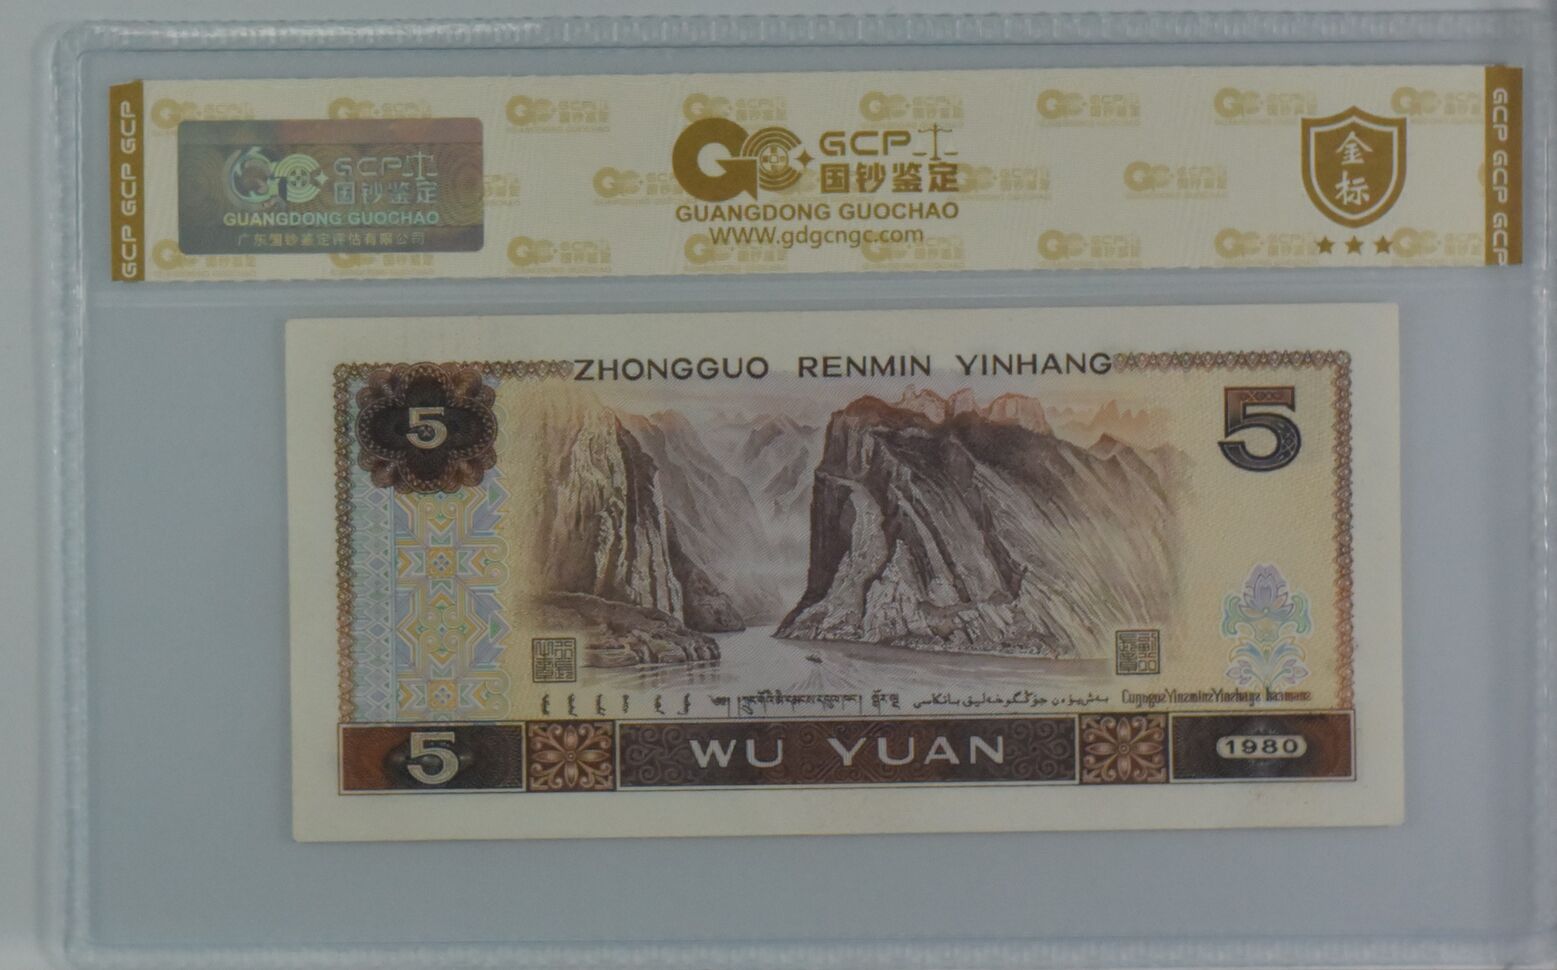 GCP GCP GCP
GCP
国钞鉴定
GUANGDONG GUOCHAO
广东国钞鉴定评估有限公司
GCP
国钞鉴定
GUANGDONG GUOCHAO
WWW.gdgcngc.com
金
标
GCP GCP GCP
ZHONGGUO RENMIN YINHANG
5
5
5
WU YUAN
1980